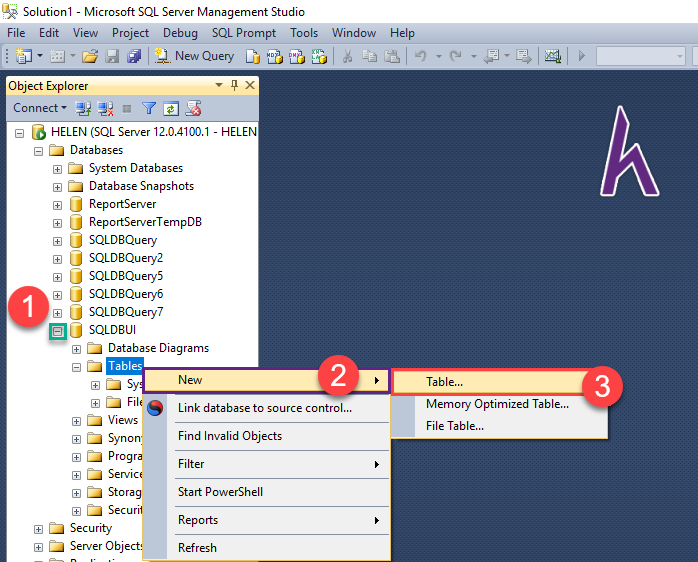 Solution1 - Microsoft SQL Server Management Studio
File Edit View Project Debug SQL Prompt Tools Window Help
New Query
Object Explorer
Connect
HELEN (SQL Server 12.0.4100.1 - HELEN
Databases
System Databases
Database Snapshots
ReportServer
ReportServerTempDB
SQLDBQuery
SQLDBQuery2
SQLDBQuery5
SQLDBQuery6
1
SQLDBQuery7
SQLDBUI
Database Diagrams
Tables
New 2 Table... 3
Sys
Link database to source control...
Memory Optimized Table...
File
Views
Find Invalid Objects
File Table...
Synony
Progra
Filter
Service
Start PowerShell
Storag
Securit
Reports
Security
Server Objects
Refresh